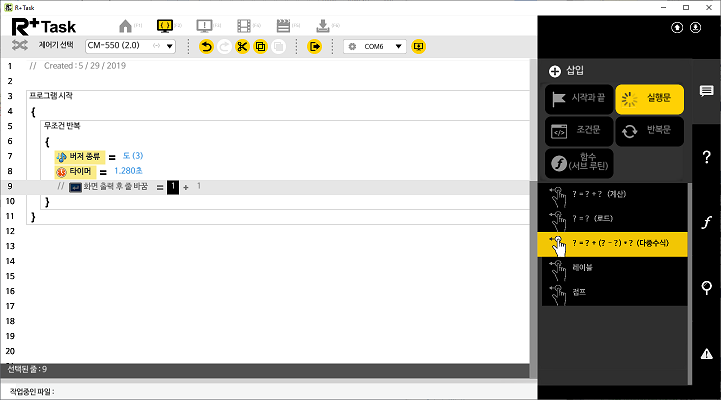 R+Task
R+Task
(F1)
(F2)
(F3)
(F4)
(F5)
(F6)
제어기 선택
CM-550 (2.0)
COM6
1 // Created : 5 / 29 / 2019
2
3 프로그램 시작
4 {
5 무조건 반복
6 {
7 버저 종류 = 도 (3)
8 타이머 = 1.280초
9 // 화면 출력 후 줄 바꿈 = 1 + 1
10 }
11 }
12
13
14
15
16
17
18
19
20
선택된 줄 : 9
작업중인 파일 :
삽입
시작과 끝
실행문
조건문
반복문
함수
(서브 루틴)
? = ? + ? (계산)
? = ? (로드)
? = ? + (? - ?) * ? (다중수식)
레이블
점프